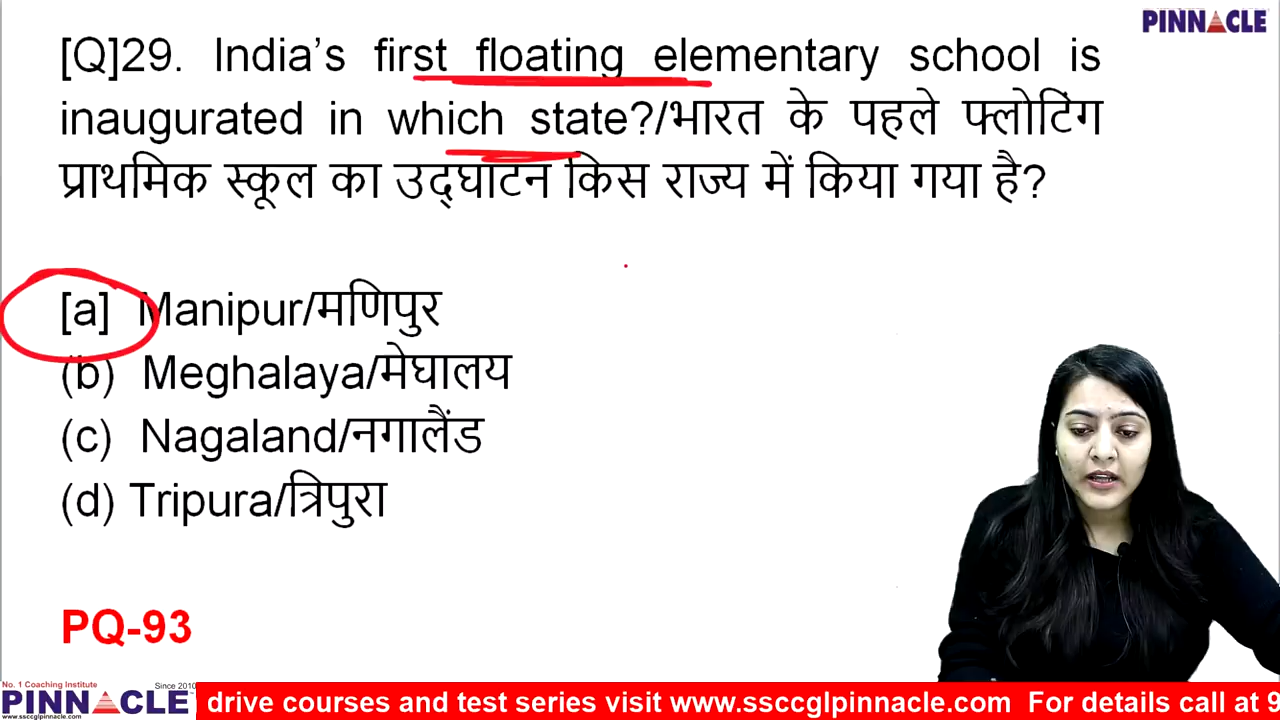 PINNACLE
[Q]29. India’s first floating elementary school is
inaugurated in which state?/भारत के पहले फ्लोटिंग
प्राथमिक स्कूल का उद्घाटन किस राज्य में किया गया है?
[a] Manipur/मणिपुर
(b) Meghalaya/मेघालय
(c) Nagaland/नगालैंड
(d) Tripura/त्रिपुरा
PQ-93
No. 1 Coaching Institute Since 2010
PINNACLE
www.ssccglpinnacle.com
drive courses and test series visit www.ssccglpinnacle.com For details call at 9